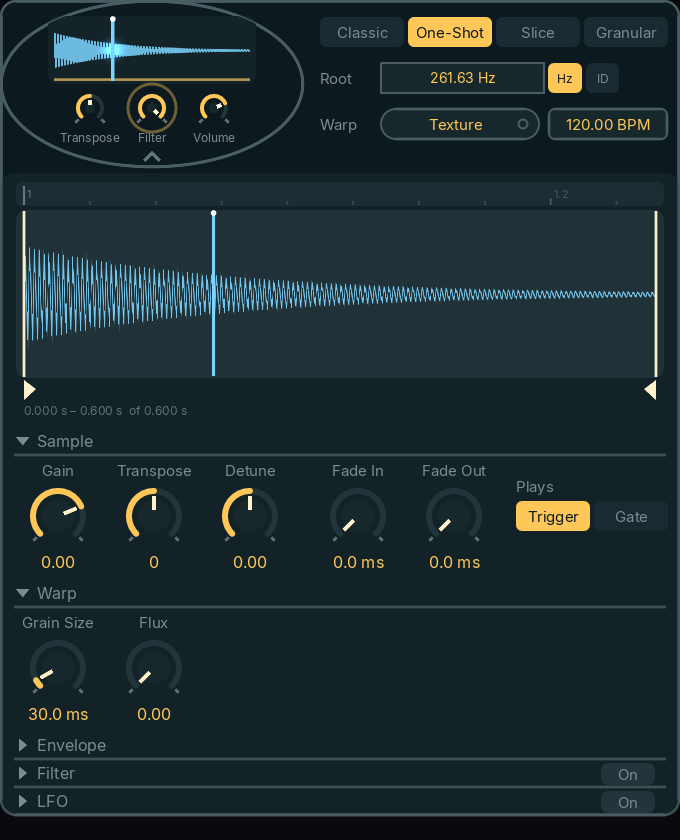 Classic One-Shot Slice Granular
Root 261.63 Hz Hz ID
Transpose Filter Volume
Warp Texture 120.00 BPM
1 1.2
0.000 s – 0.600 s of 0.600 s
Sample
Gain Transpose Detune Fade In Fade Out
Plays
Trigger Gate
0.00 0 0.00 0.0 ms 0.0 ms
Warp
Grain Size Flux
30.0 ms 0.00
Envelope
Filter On
LFO On